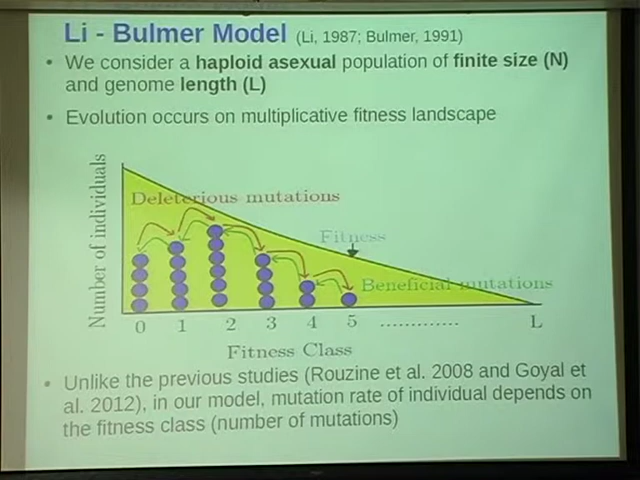 Li - Bulmer Model (Li, 1987; Bulmer, 1991)
• We consider a haploid asexual population of finite size (N)
and genome length (L)
• Evolution occurs on multiplicative fitness landscape
Number of individuals
Deleterious mutations
Fitness
Beneficial mutations
0 1 2 3 4 5 ............. L
Fitness Class
• Unlike the previous studies (Rouzine et al. 2008 and Goyal et
al. 2012), in our model, mutation rate of individual depends on
the fitness class (number of mutations)